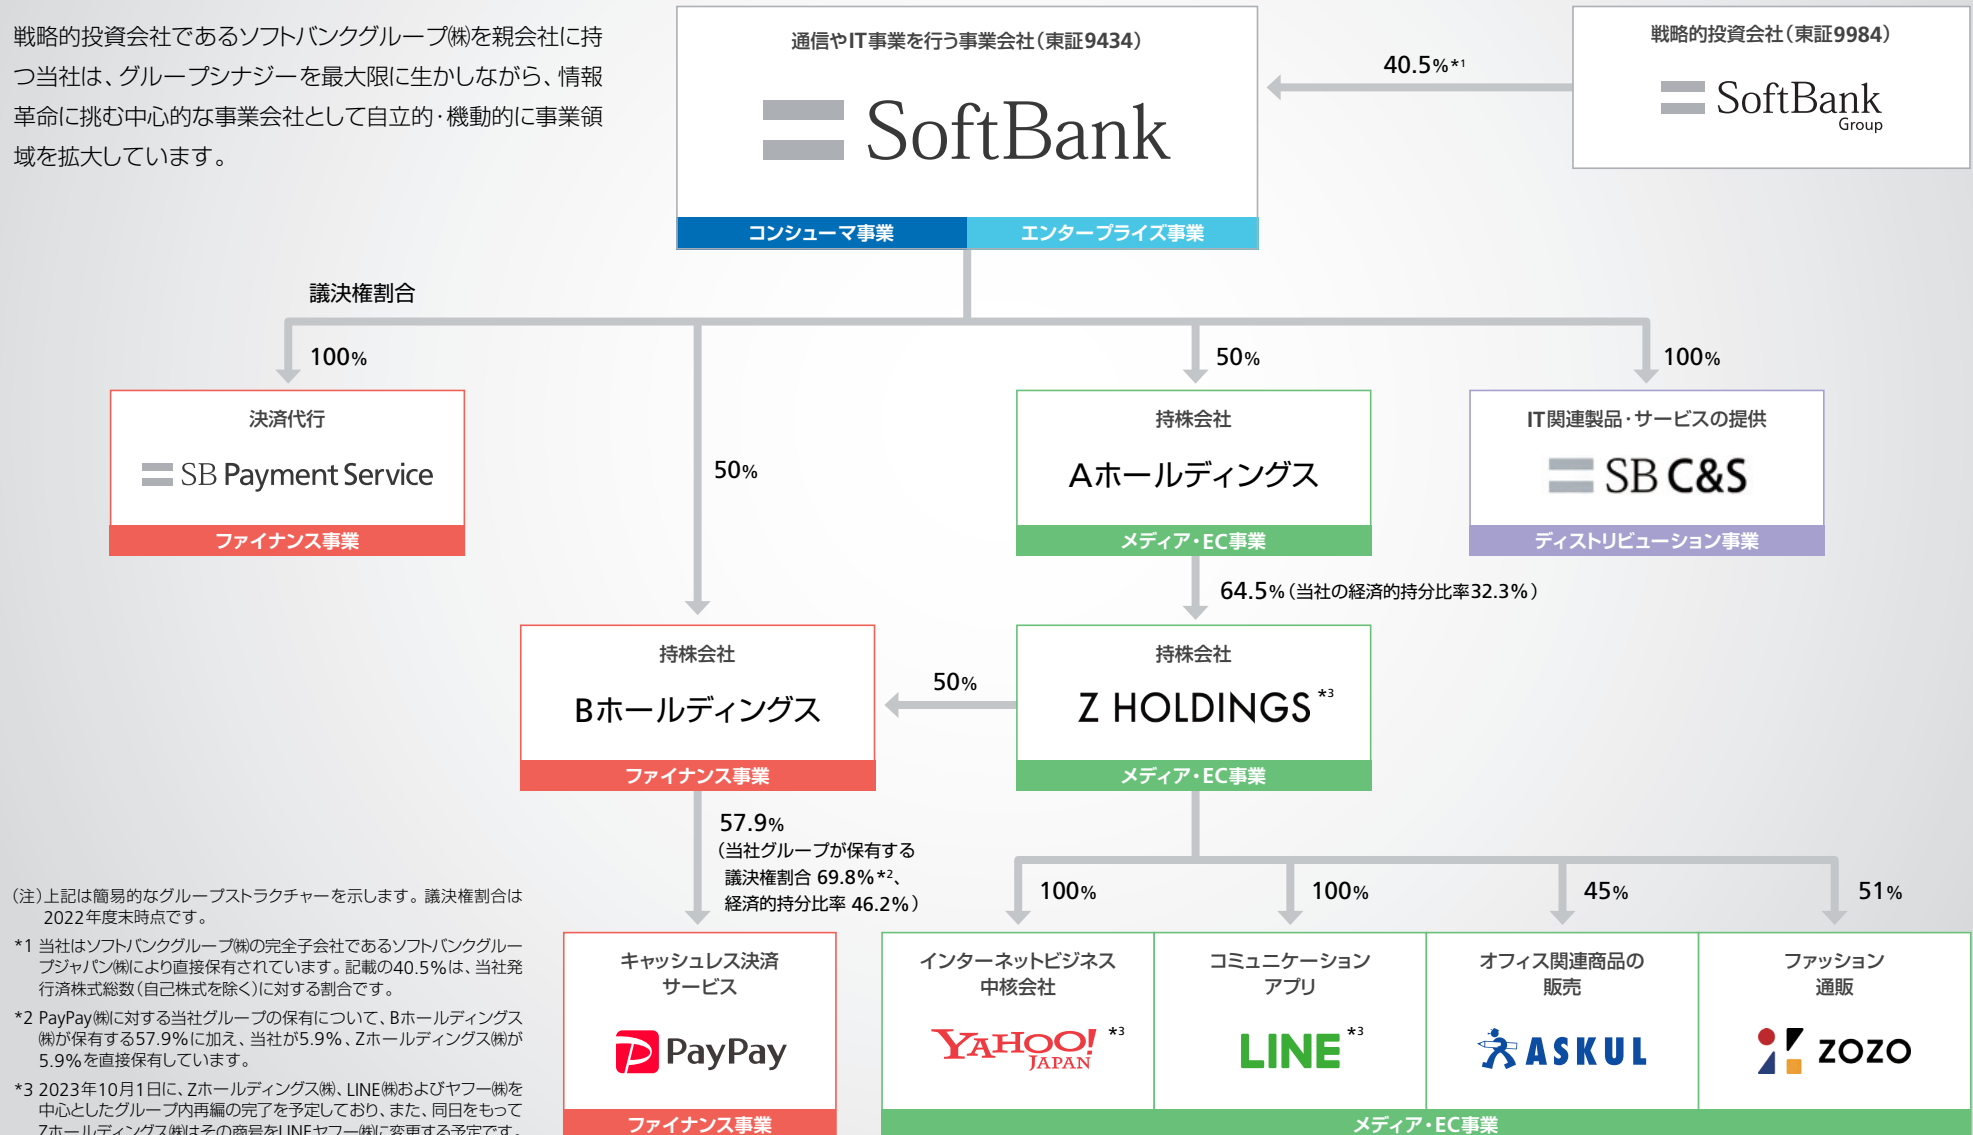 戦略的投資会社であるソフトバンクグループ㈱を親会社に持
つ当社は、グループシナジーを最大限に生かしながら、情報
革命に挑む中心的な事業会社として自立的・機動的に事業領
域を拡大しています。
通信やIT事業を行う事業会社（東証9434）
SoftBank
コンシューマ事業
エンタープライズ事業
40.5%*1
戦略的投資会社（東証9984）
SoftBank
Group
議決権割合
100%
50%
50%
100%
決済代行
SB Payment Service
ファイナンス事業
持株会社
Aホールディングス
メディア・EC事業
IT関連製品・サービスの提供
SB C&S
ディストリビューション事業
64.5%（当社の経済的持分比率32.3%）
持株会社
Bホールディングス
ファイナンス事業
50%
持株会社
Z HOLDINGS*3
メディア・EC事業
57.9%
（当社グループが保有する
議決権割合 69.8%*2、
経済的持分比率 46.2%）
100%
100%
45%
51%
キャッシュレス決済
サービス
PayPay
ファイナンス事業
インターネットビジネス
中核会社
YAHOO!
JAPAN
*3
コミュニケーション
アプリ
LINE*3
オフィス関連商品の
販売
ASKUL
ファッション
通販
ZOZO
メディア・EC事業
（注）上記は簡易的なグループストラクチャーを示します。議決権割合は
2022年度末時点です。
*1 当社はソフトバンクグループ㈱の完全子会社であるソフトバンクグルー
プジャパン㈱により直接保有されています。記載の40.5%は、当社発
行済株式総数（自己株式を除く）に対する割合です。
*2 PayPay㈱に対する当社グループの保有について、Bホールディングス
㈱が保有する57.9%に加え、当社が5.9%、Zホールディングス㈱が
5.9%を直接保有しています。
*3 2023年10月1日に、Zホールディングス㈱、LINE㈱およびヤフー㈱を
中心としたグループ内再編の完了を予定しており、また、同日をもって
Zホールディングス㈱はその商号をLINEヤフー㈱に変更する予定です。